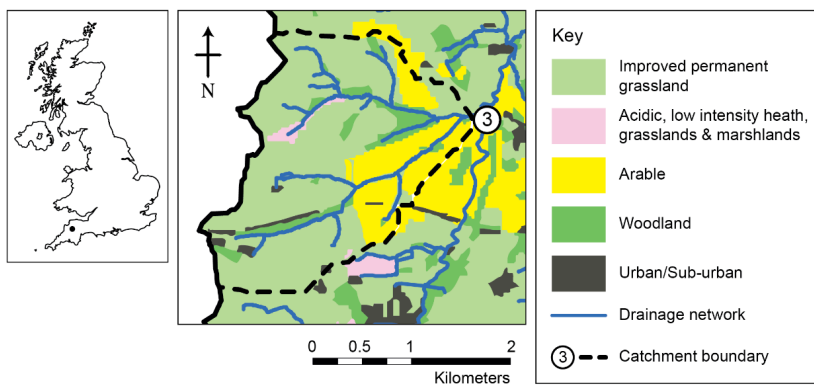 N
3
0 0.5 1 2
Kilometers
Key
Improved permanent
grassland
Acidic, low intensity heath,
grasslands & marshlands
Arable
Woodland
Urban/Sub-urban
Drainage network
3 Catchment boundary